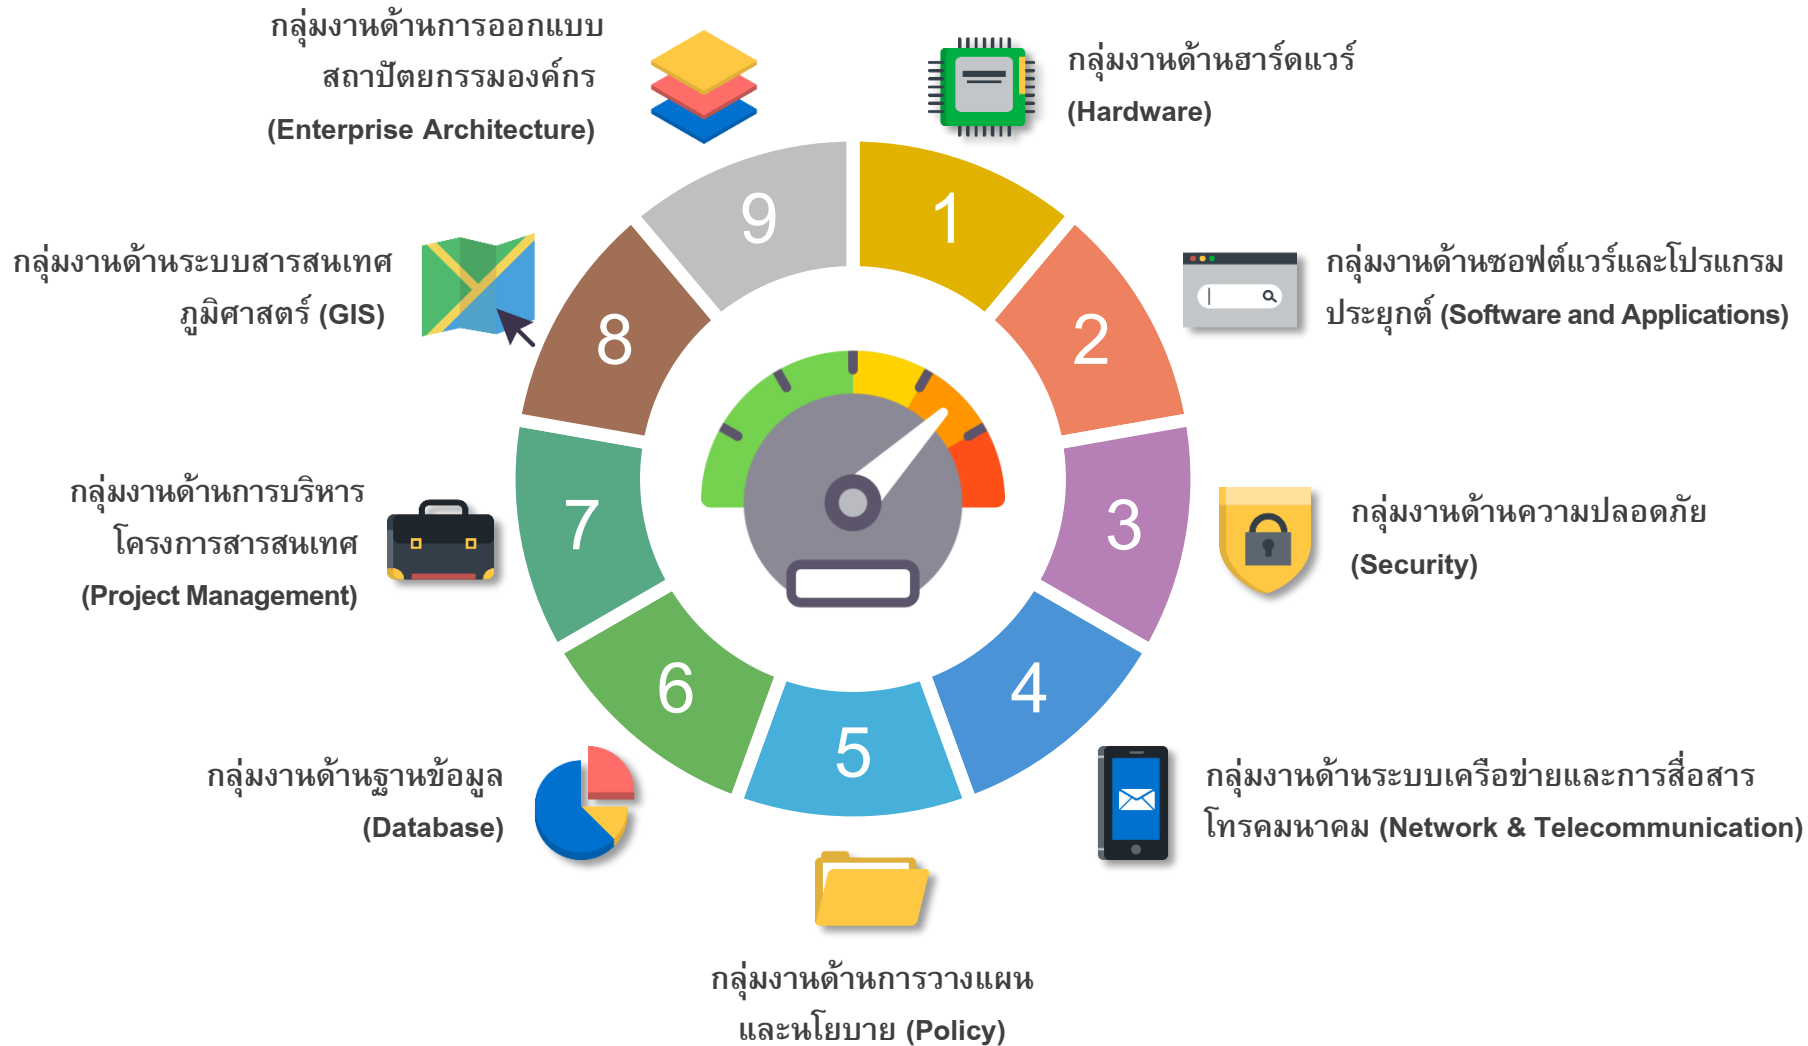 กลุ่มงานด้านการออกแบบ
สถาปัตยกรรมองค์กร
(Enterprise Architecture)
กลุ่มงานด้านฮาร์ดแวร์
(Hardware)
9
1
กลุ่มงานด้านระบบสารสนเทศ
ภูมิศาสตร์ (GIS)
8
2
กลุ่มงานด้านซอฟต์แวร์และโปรแกรม
ประยุกต์ (Software and Applications)
กลุ่มงานด้านการบริหาร
โครงการสารสนเทศ
(Project Management)
7
3
กลุ่มงานด้านความปลอดภัย
(Security)
6
4
5
กลุ่มงานด้านฐานข้อมูล
(Database)
กลุ่มงานด้านระบบเครือข่ายและการสื่อสาร
โทรคมนาคม (Network & Telecommunication)
กลุ่มงานด้านการวางแผน
และนโยบาย (Policy)